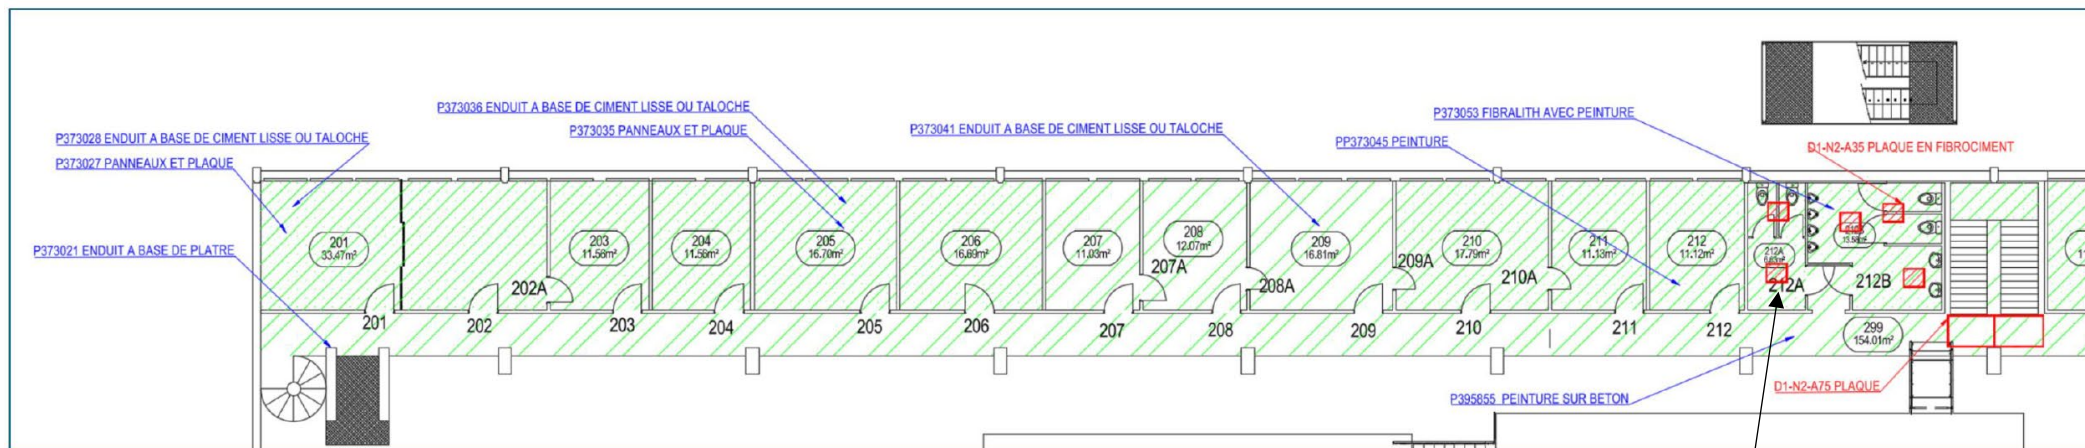 P373036 ENDUIT A BASE DE CIMENT LISSE OU TALOCHE
P373028 ENDUIT A BASE DE CIMENT LISSE OU TALOCHE
P373035 PANNEAUX ET PLAQUE
P373041 ENDUIT A BASE DE CIMENT LISSE OU TALOCHE
P373053 FIBRALITH AVEC PEINTURE
PP373045 PEINTURE
D1-N2-A35 PLAQUE EN FIBROCIMENT
P373027 PANNEAUX ET PLAQUE
P373021 ENDUIT A BASE DE PLATRE
201
33.47m²
203
11.56m²
204
11.56m²
205
16.70m²
206
16.69m²
207
11.03m²
208
12.07m²
209
16.81m²
210
17.79m²
211
11.13m²
212
11.12m²
212A
202A
207A
208A
209A
210A
212A
212B
201
202
203
204
205
206
207
208
209
210
211
212
299
154.01m²
D1-N2-A75 PLAQUE
P395855 PEINTURE SUR BETON